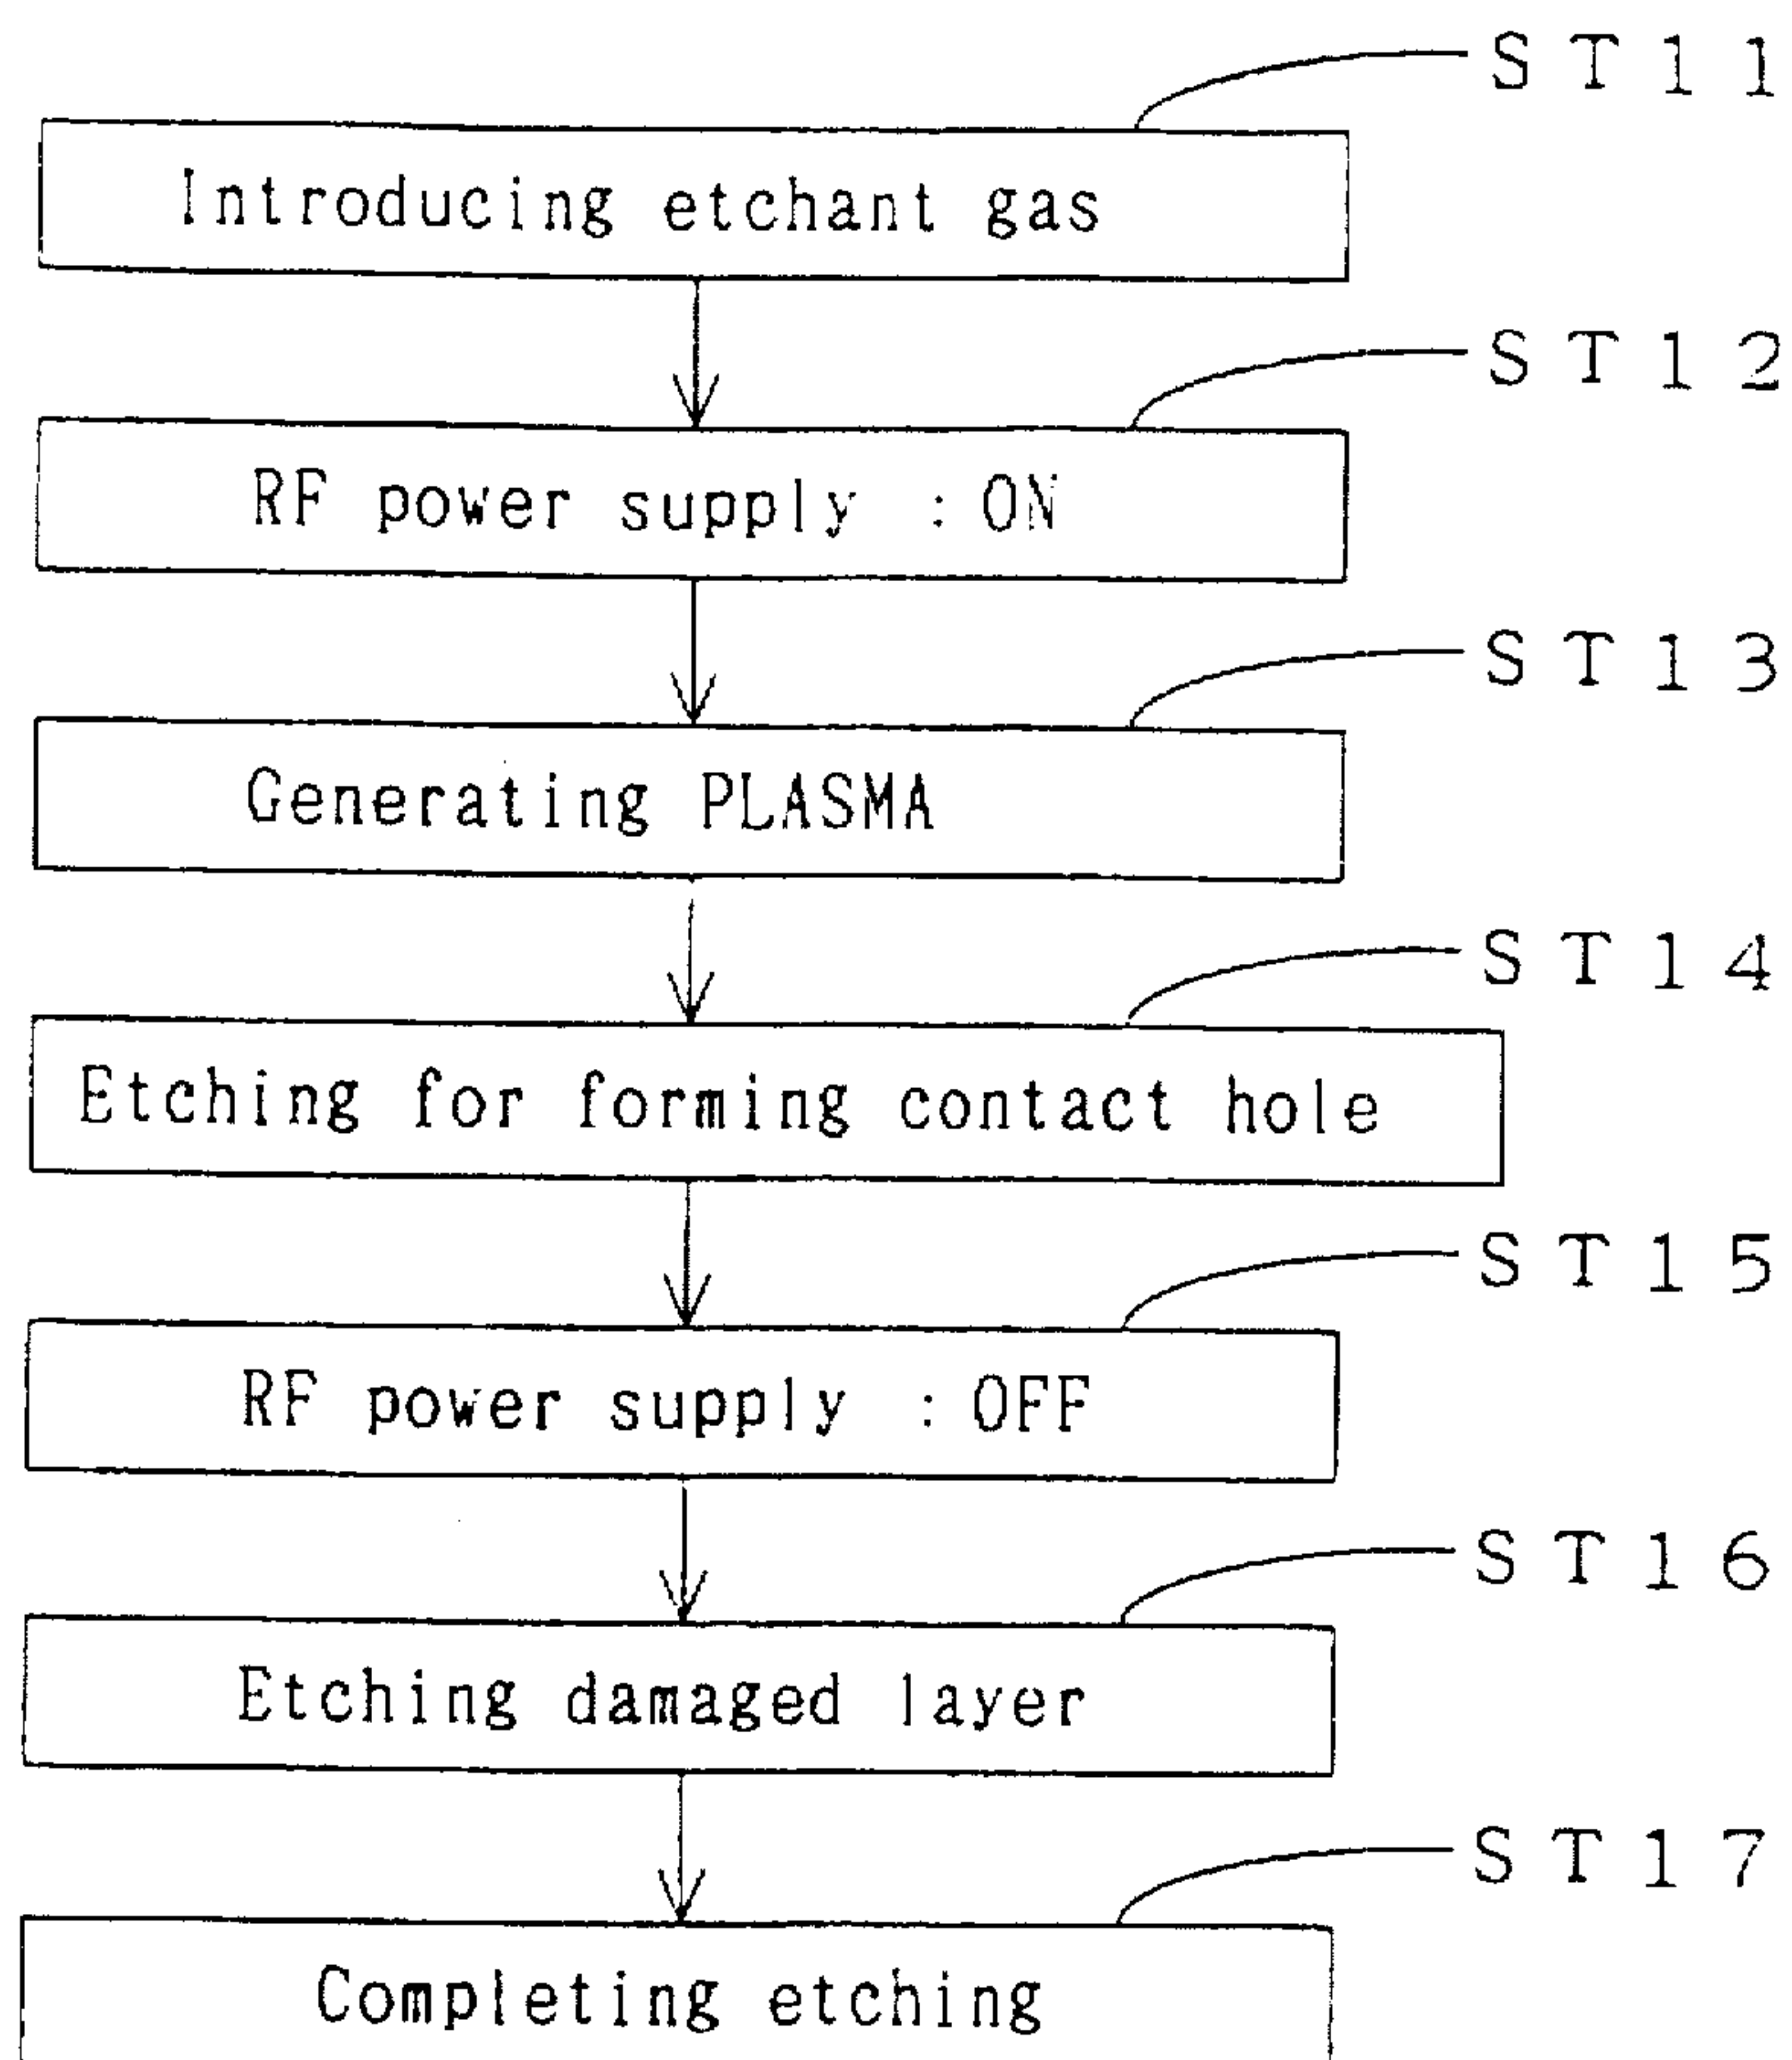 ST11
Introducing etchant gas
ST12
RF power supply : ON
ST13
Generating PLASMA
ST14
Etching for forming contact hole
ST15
RF power supply : OFF
ST16
Etching damaged layer
ST17
Completing etching